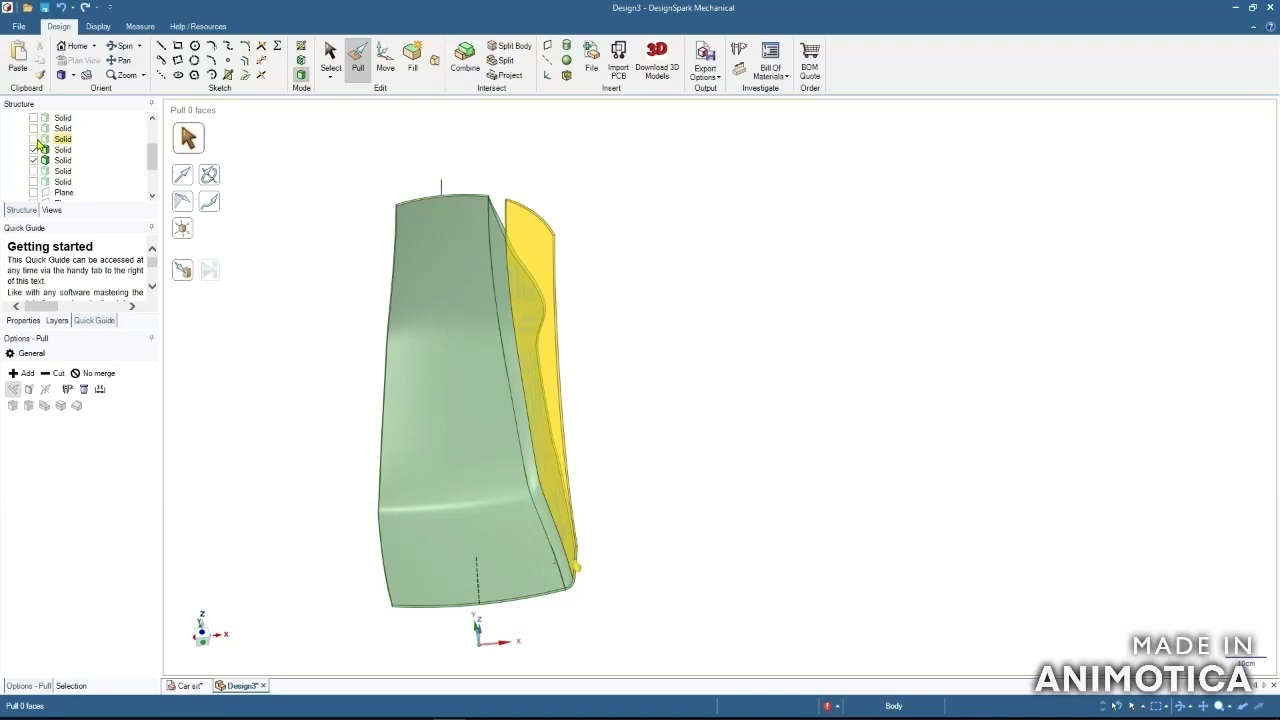 Design3 - DesignSpark Mechanical
File Design Display Measure Help / Resources
Paste
Home Spin
Plan View Pan
Zoom
Select Pull Move Fill
Combine
Split Body
Split
Project
File Import PCB Download 3D Models
3D
Export Options
Bill Of Materials
BOM Quote
Clipboard Orient Sketch Mode Edit Intersect Insert Output Investigate Order
Structure
Solid
Solid
Solid
Solid
Solid
Solid
Solid
Plane
Structure Views
Quick Guide
Getting started
This Quick Guide can be accessed at
any time via the handy tab to the right
of this text.
Like with any software mastering the
Properties Layers Quick Guide
Options - Pull
General
Add Cut No merge
Pull 0 faces
Z
Y
X
Y
Z
X
MADE IN
ANIMOTICA
10cm
Options - Pull Selection
Car sit* Design3*
Pull 0 faces
Body